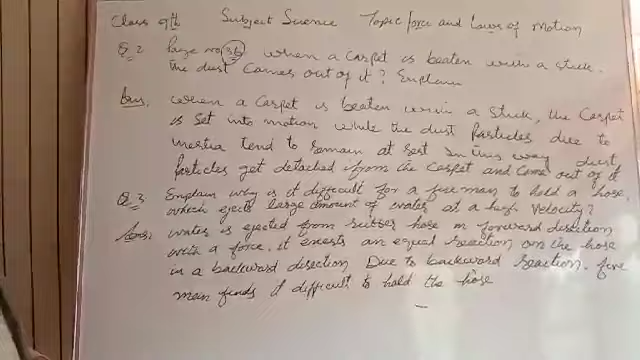 Class 9th Subject Science Topic force and Laws of Motion
Q.2 Page no. 36 when a carpet is beaten with a stick.
The dust comes out of it? Explain
Ans, When a carpet is beaten with a stick, the carpet
is set into motion while the dust particles due to
inertia tend to remain at rest In this way dust
particles get detached from the carpet and come out of it
Q.3 Explain why is it difficult for a fire man to hold a hose,
which ejects large amount of water at a high velocity?
Ans, Water is ejected from rubber hose in forward direction
with a force, it exerts an equal reaction on the hose
in a backward direction Due to backward reaction, fire
man finds it difficult to hold the hose